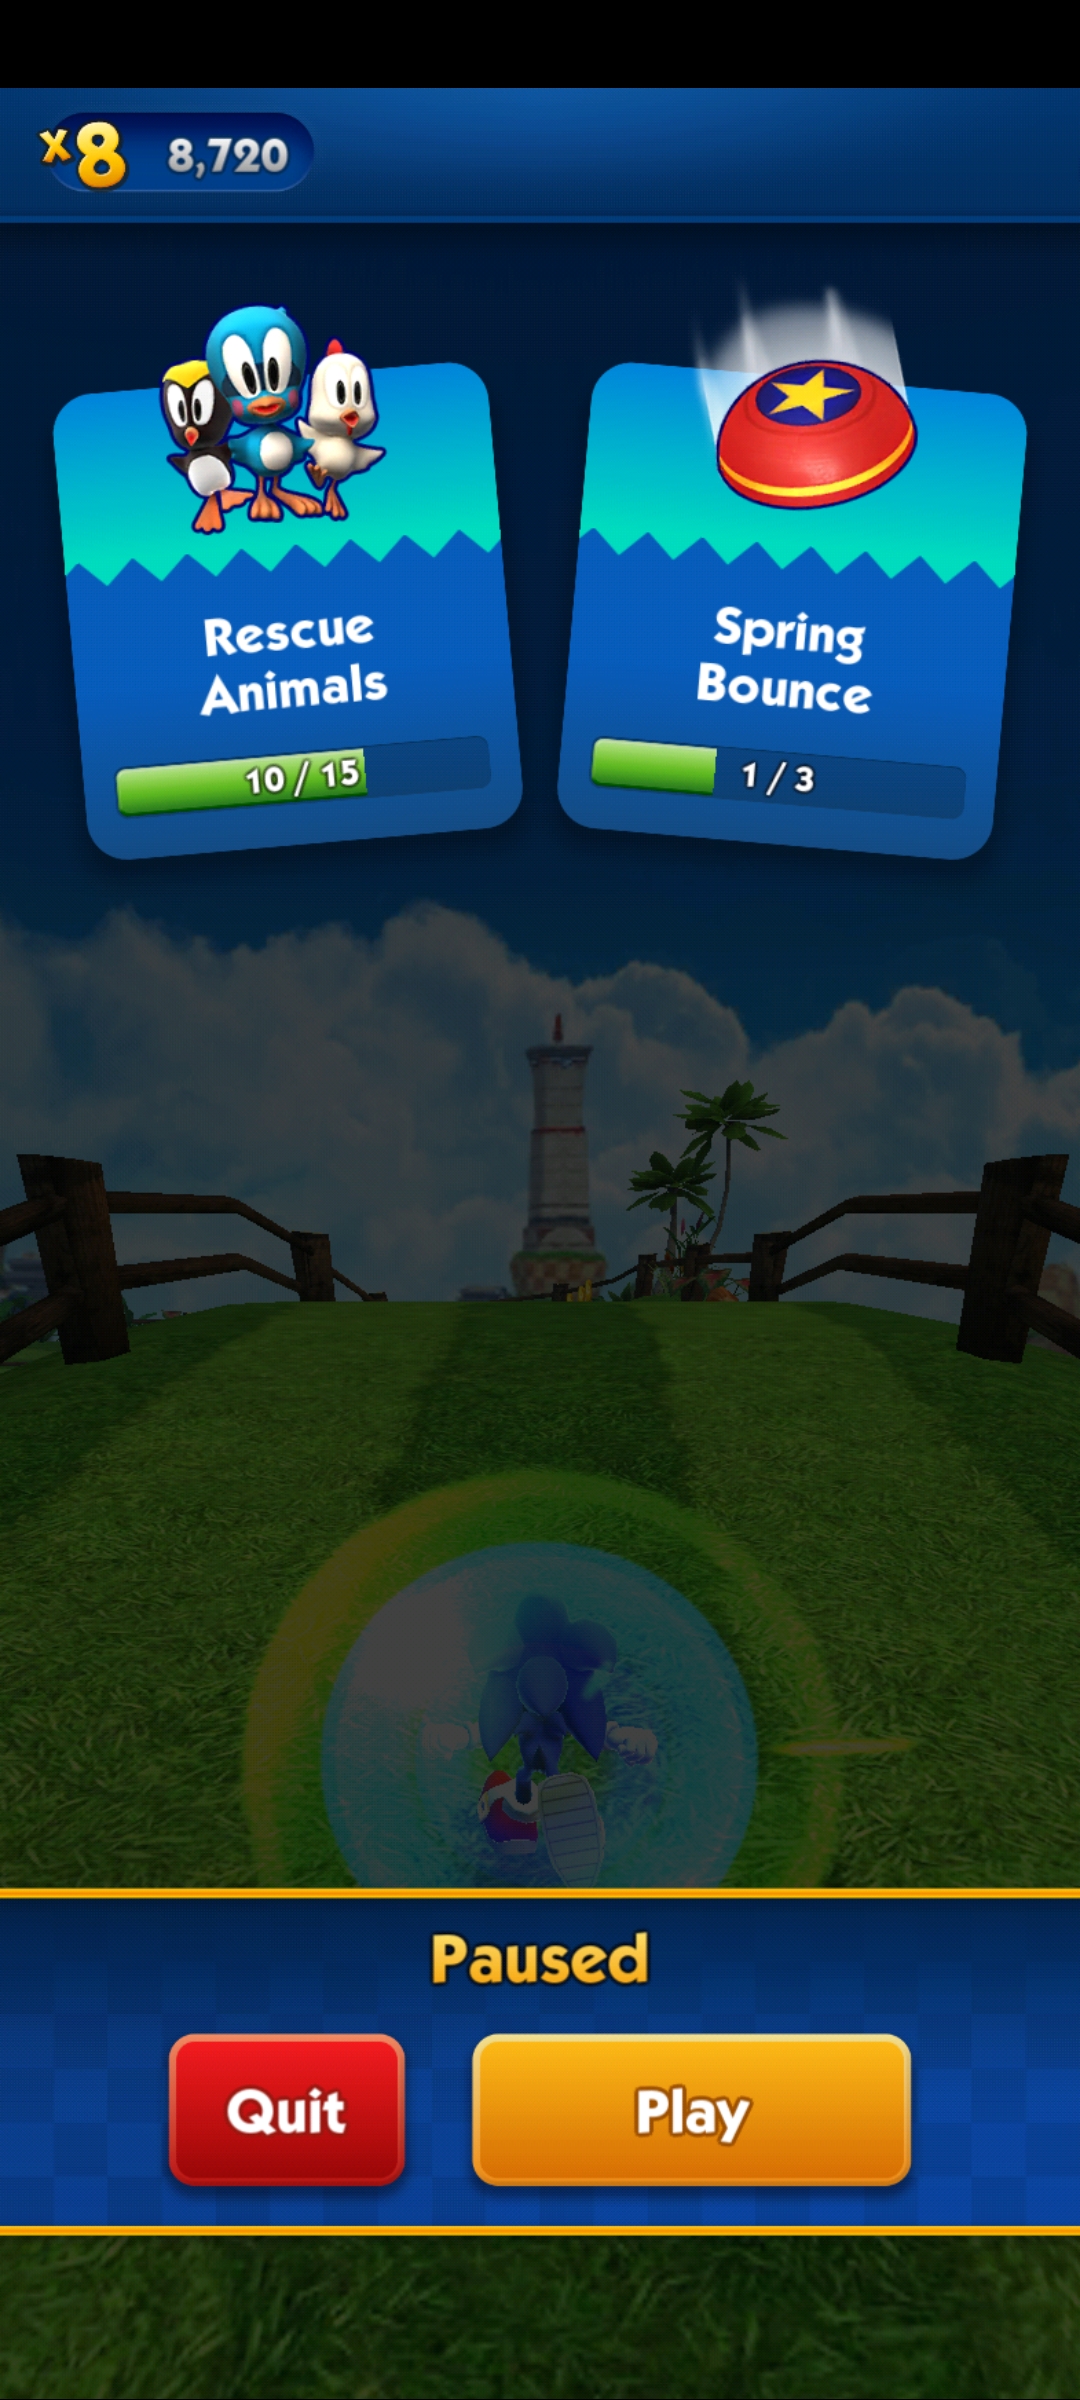 x8 8,720
Rescue
Animals
10 / 15
Spring
Bounce
1 / 3
Paused
Quit
Play